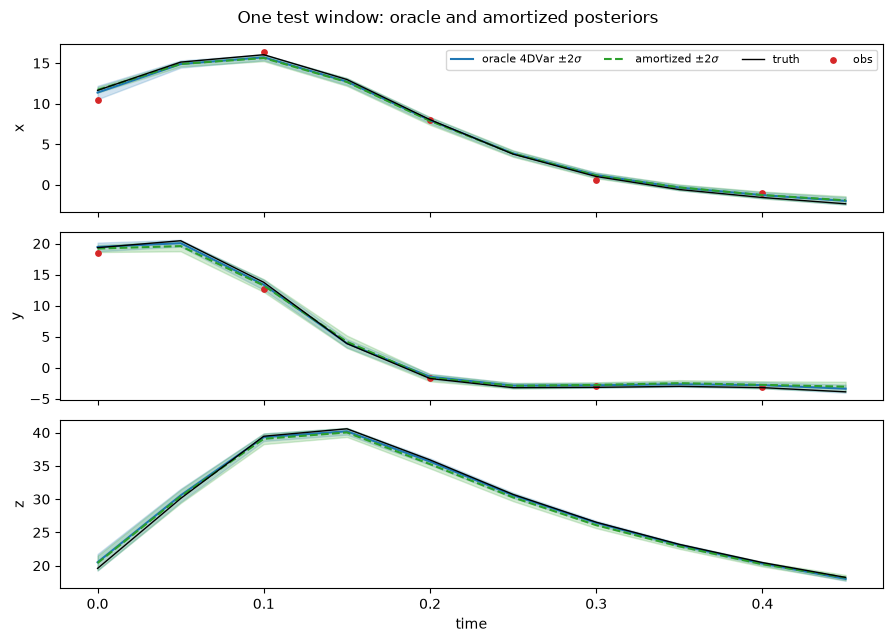 One test window: oracle and amortized posteriors
oracle 4DVar ±2σ amortized ±2σ truth obs
15
10
5
0
x
20
15
10
5
0
−5
y
40
35
30
25
20
z
0.0 0.1 0.2 0.3 0.4
time